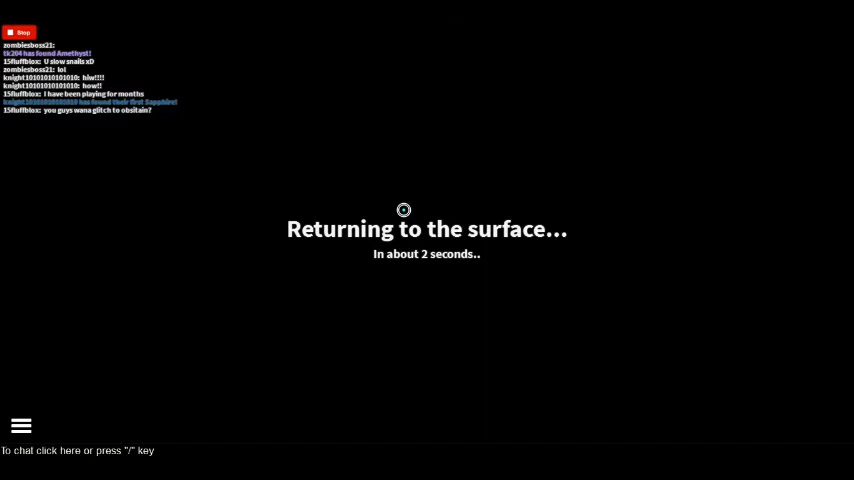 Stop
zombiesboss21:
tk204 has found Amethyst!
15fluffblox: U slow snails xD
zombiesboss21: lol
knight10101010101010: hiw!!!!
knight10101010101010: how!!
15fluffblox: I have been playing for months
knight10101010101010 has found their first Sapphire!
15fluffblox: you guys wana glitch to obsitain?
Returning to the surface...
In about 2 seconds..
To chat click here or press "/" key